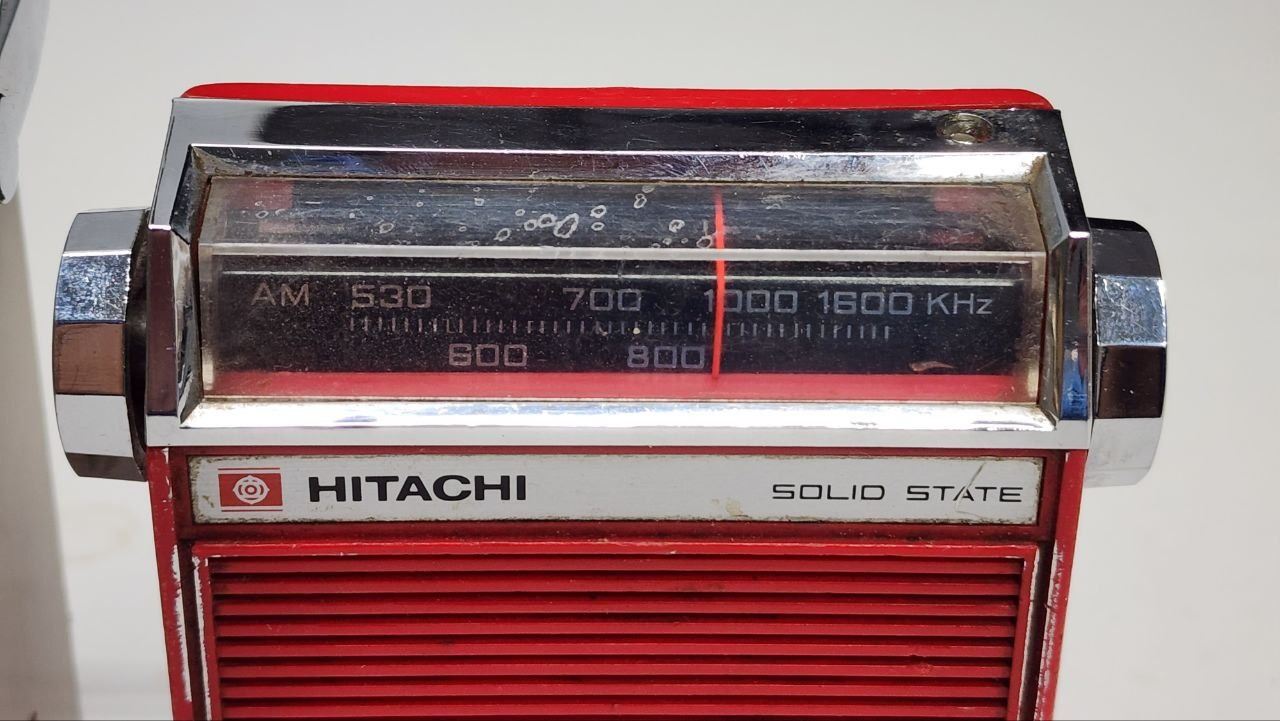 AM 530 700 1000 1600 KHz
600 800
HITACHI SOLID STATE